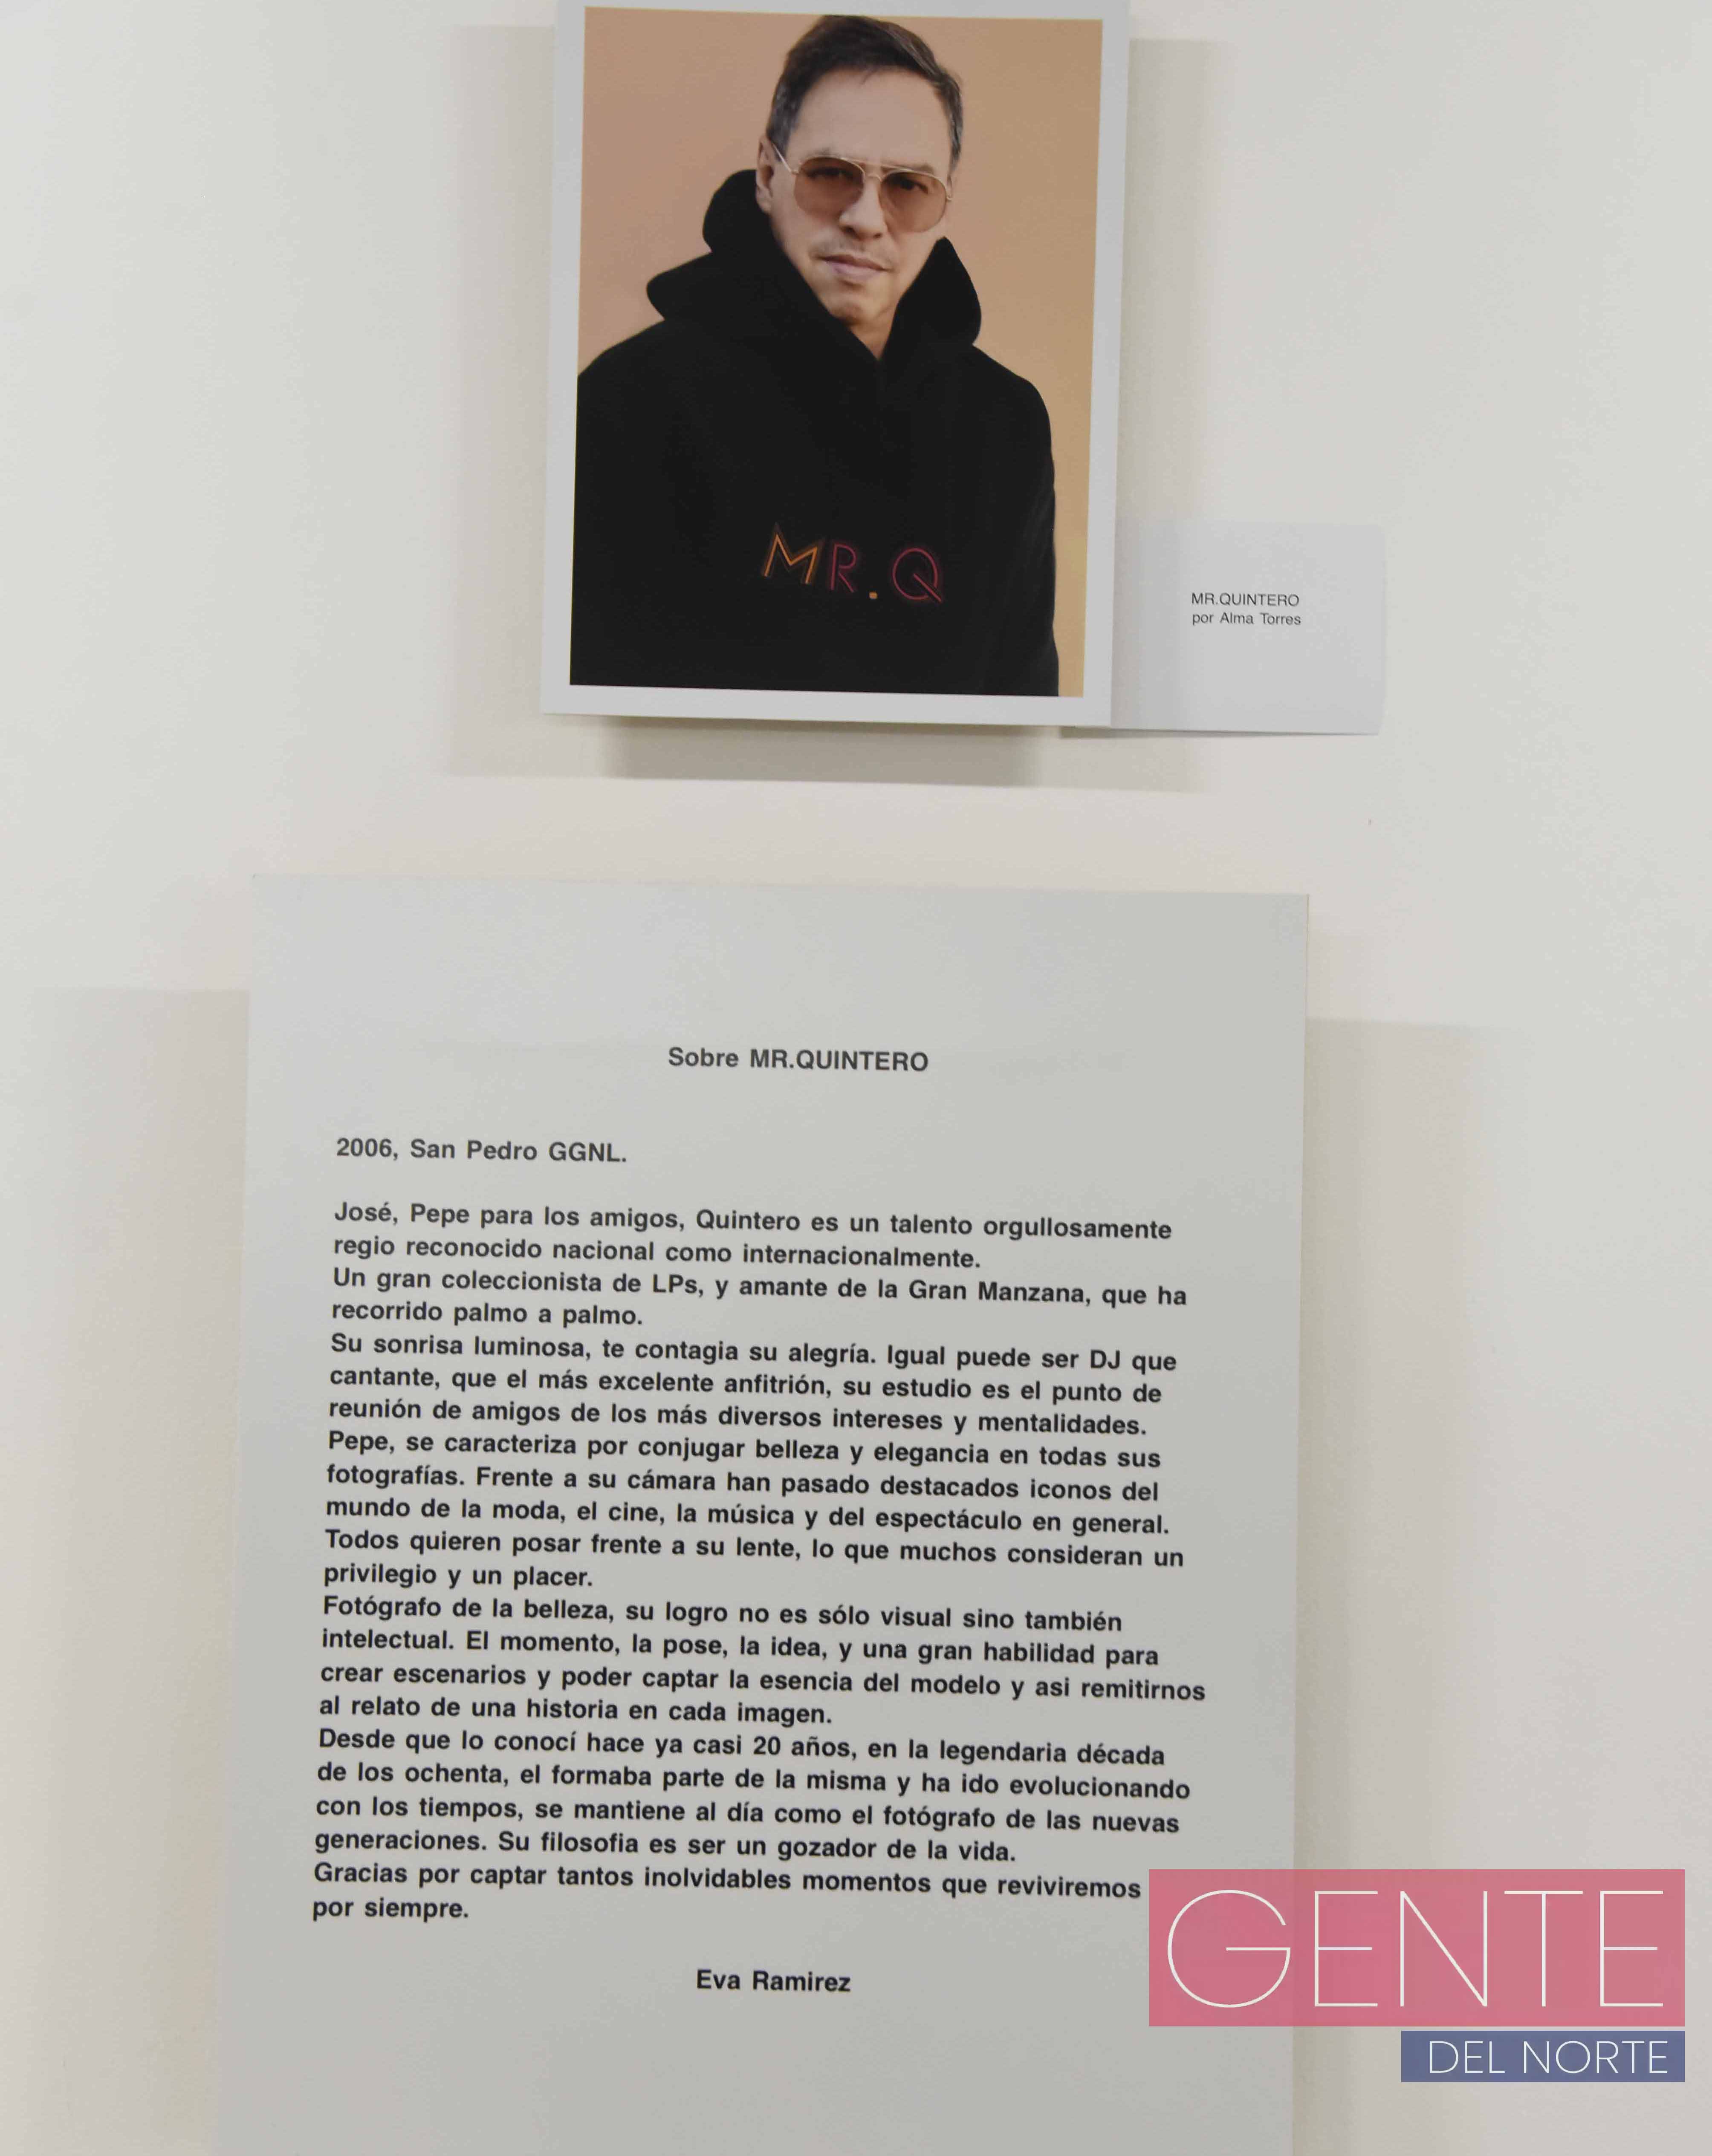 MR.Q
MR.QUINTERO
por Alma Torres
Sobre MR.QUINTERO
2006, San Pedro GGNL.
José, Pepe para los amigos, Quintero es un talento orgullosamente
regio reconocido nacional como internacionalmente.
Un gran coleccionista de LPs, y amante de la Gran Manzana, que ha
recorrido palmo a palmo.
Su sonrisa luminosa, te contagia su alegría. Igual puede ser DJ que
cantante, que el más excelente anfitrión, su estudio es el punto de
reunión de amigos de los más diversos intereses y mentalidades.
Pepe, se caracteriza por conjugar belleza y elegancia en todas sus
fotografías. Frente a su cámara han pasado destacados iconos del
mundo de la moda, el cine, la música y del espectáculo en general.
Todos quieren posar frente a su lente, lo que muchos consideran un
privilegio y un placer.
Fotógrafo de la belleza, su logro no es sólo visual sino también
intelectual. El momento, la pose, la idea, y una gran habilidad para
crear escenarios y poder captar la esencia del modelo y asi remitirnos
al relato de una historia en cada imagen.
Desde que lo conocí hace ya casi 20 años, en la legendaria década
de los ochenta, el formaba parte de la misma y ha ido evolucionando
con los tiempos, se mantiene al día como el fotógrafo de las nuevas
generaciones. Su filosofia es ser un gozador de la vida.
Gracias por captar tantos inolvidables momentos que reviviremos
por siempre.
Eva Ramirez
GENTE
DEL NORTE